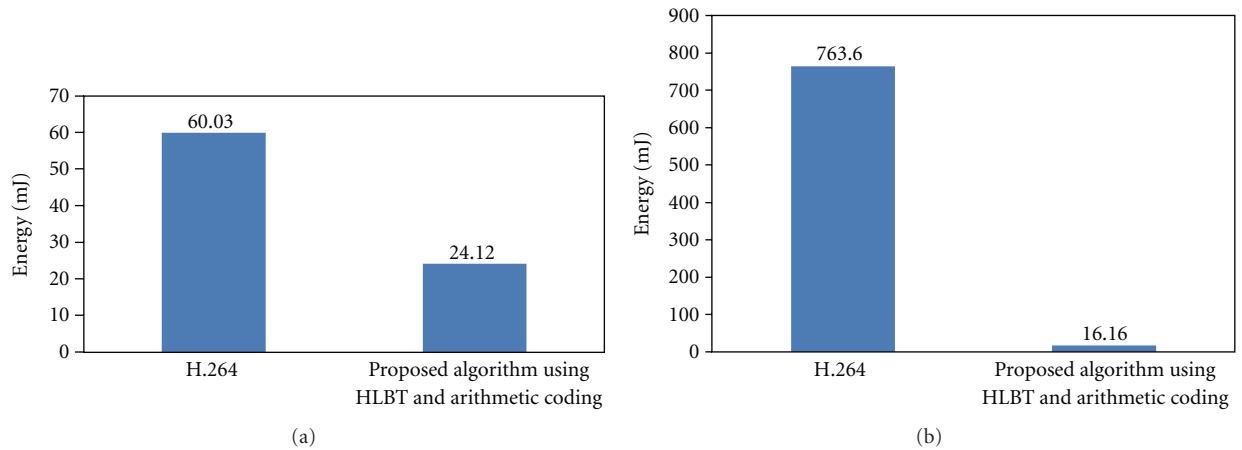 70
60
50
40
30
20
10
0
Energy (mJ)
60.03
24.12
H.264
Proposed algorithm using
HLBT and arithmetic coding
(a)
900
800
700
600
500
400
300
200
100
0
Energy (mJ)
763.6
16.16
H.264
Proposed algorithm using
HLBT and arithmetic coding
(b)